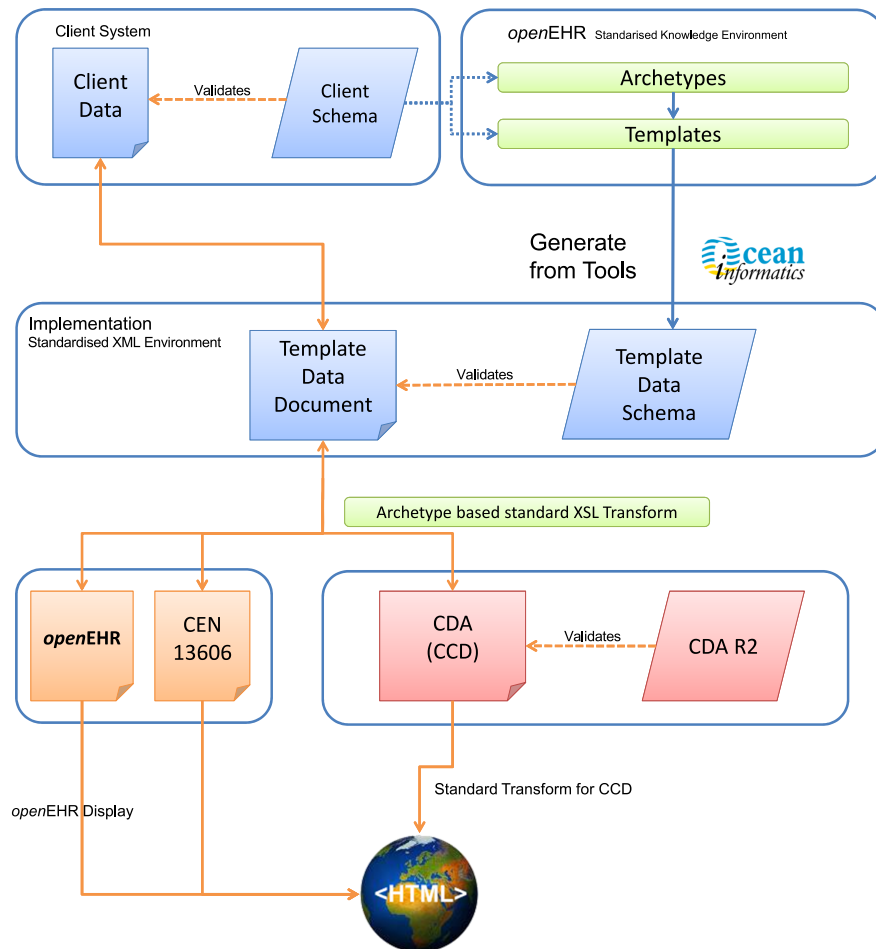 Client System
Client
Data
Validates
Client
Schema
openEHR Standarised Knowledge Environment
Archetypes
Templates
Generate
from Tools
Ocean
informatics
Implementation
Standardised XML Environment
Template
Data
Document
Validates
Template
Data
Schema
Archetype based standard XSL Transform
openEHR
CEN
13606
CDA
(CCD)
Validates
CDA R2
openEHR Display
Standard Transform for CCD
<HTML>